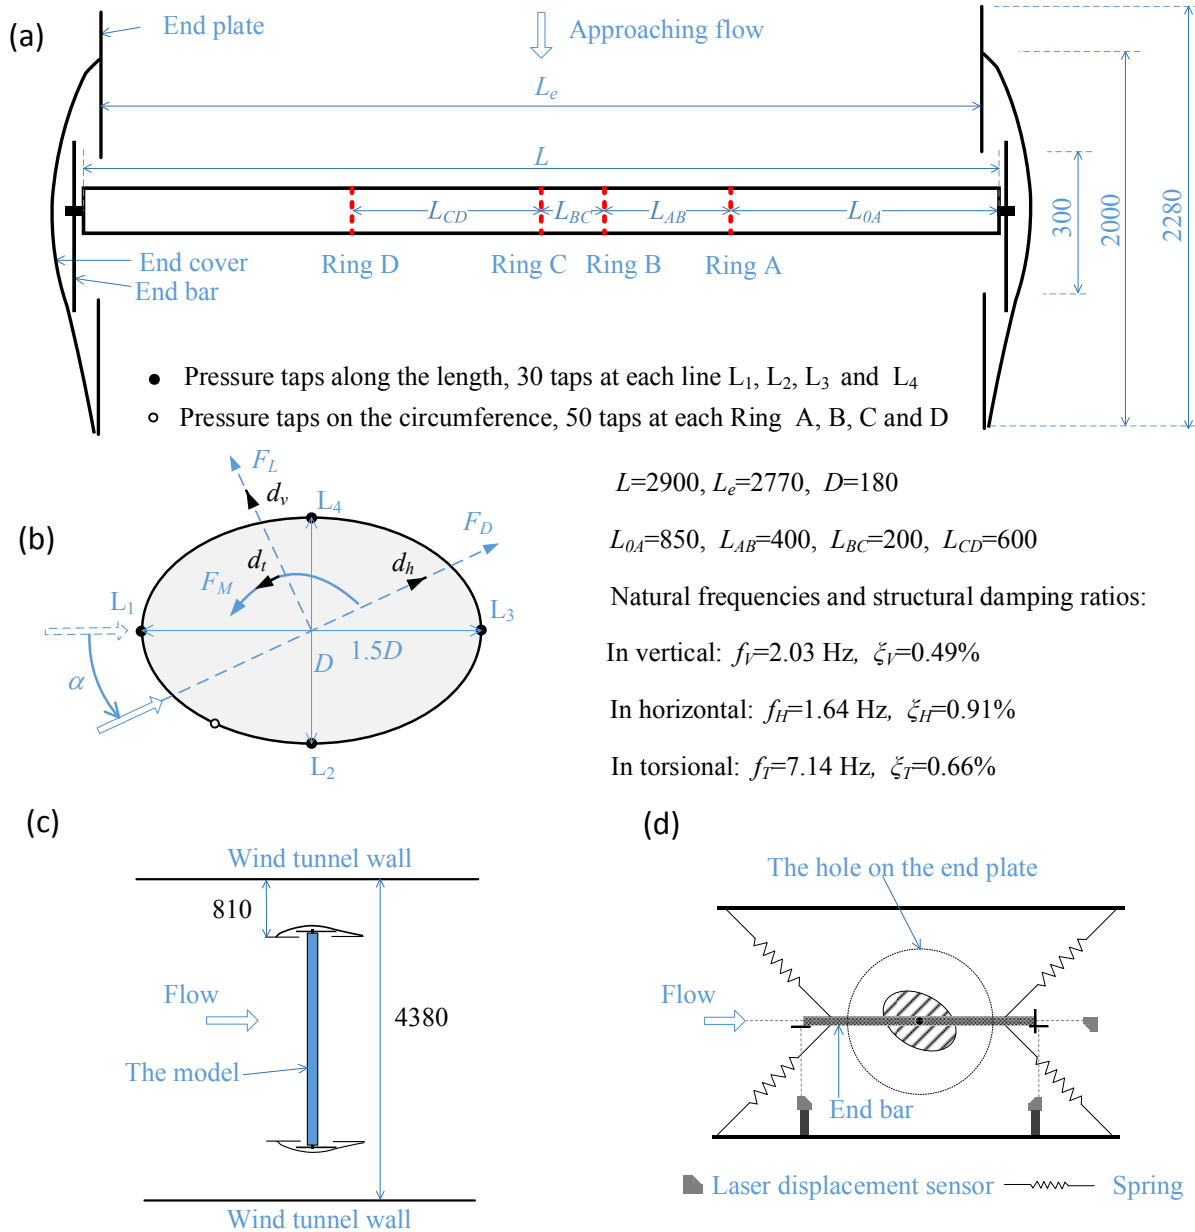 (a)
End plate
Approaching flow
Lₑ
L
L_CD
L_BC
L_AB
L_0A
300
2000
2280
Ring D
Ring C
Ring B
Ring A
End cover
End bar
● Pressure taps along the length, 30 taps at each line L₁, L₂, L₃ and L₄
○ Pressure taps on the circumference, 50 taps at each Ring A, B, C and D
(b)
F_L
d_v
L₄
F_D
d_t
d_h
F_M
L₁
L₃
1.5D
D
α
L₂
L=2900, Lₑ=2770, D=180
L_0A=850, L_AB=400, L_BC=200, L_CD=600
Natural frequencies and structural damping ratios:
In vertical: f_V=2.03 Hz, ξ_V=0.49%
In horizontal: f_H=1.64 Hz, ξ_H=0.91%
In torsional: f_T=7.14 Hz, ξ_T=0.66%
(c)
Wind tunnel wall
810
Flow
4380
The model
Wind tunnel wall
(d)
The hole on the end plate
Flow
End bar
Laser displacement sensor
Spring